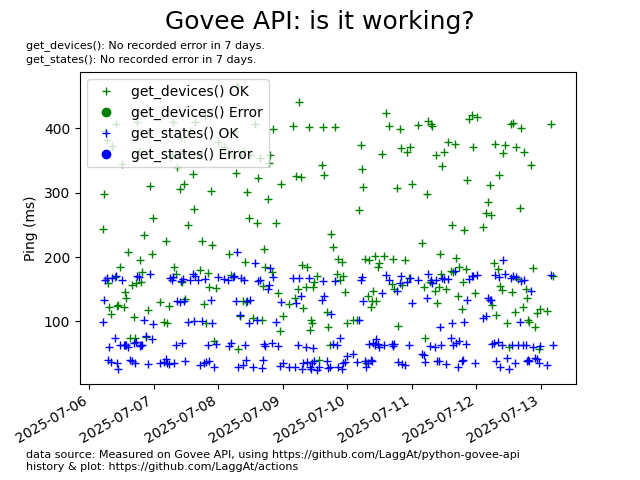 Govee API: is it working?
get_devices(): No recorded error in 7 days.
get_states(): No recorded error in 7 days.
get_devices() OK
get_devices() Error
get_states() OK
get_states() Error
Ping (ms)
400
300
200
100
2025-07-06
2025-07-07
2025-07-08
2025-07-09
2025-07-10
2025-07-11
2025-07-12
2025-07-13
data source: Measured on Govee API, using https://github.com/LaggAt/python-govee-api
history & plot: https://github.com/LaggAt/actions